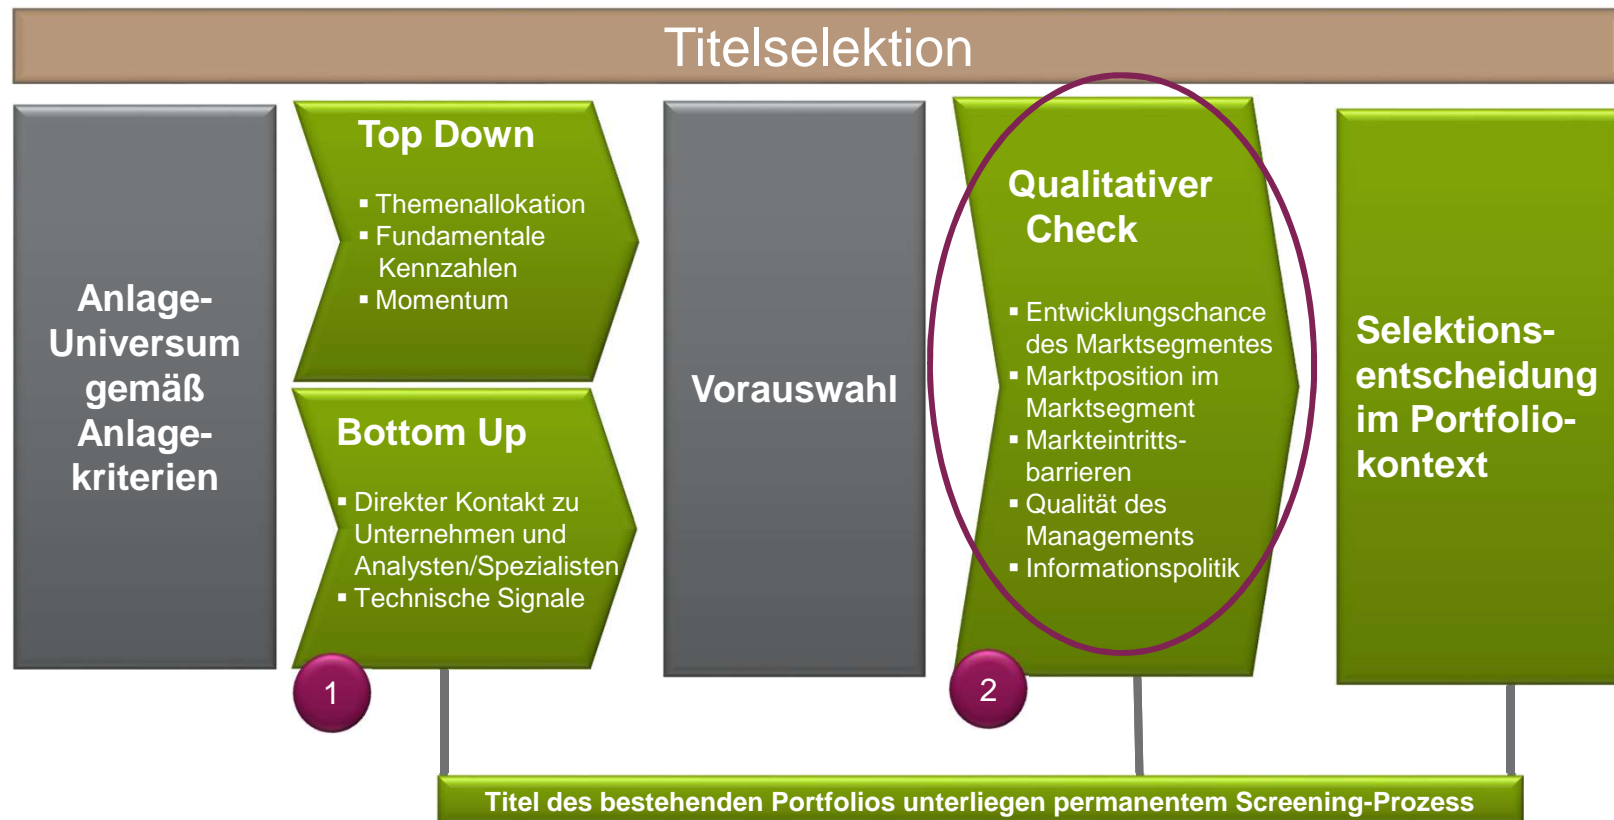 Titelselektion
Anlage-
Universum
gemäß
Anlage-
kriterien
Top Down
▪ Themenallokation
▪ Fundamentale
Kennzahlen
▪ Momentum
Bottom Up
▪ Direkter Kontakt zu
Unternehmen und
Analysten/Spezialisten
▪ Technische Signale
1
Vorauswahl
Qualitativer
Check
▪ Entwicklungschance
des Marktsegmentes
▪ Marktposition im
Marktsegment
▪ Markteintritts-
barrieren
▪ Qualität des
Managements
▪ Informationspolitik
2
Selektions-
entscheidung
im Portfolio-
kontext
Titel des bestehenden Portfolios unterliegen permanentem Screening-Prozess